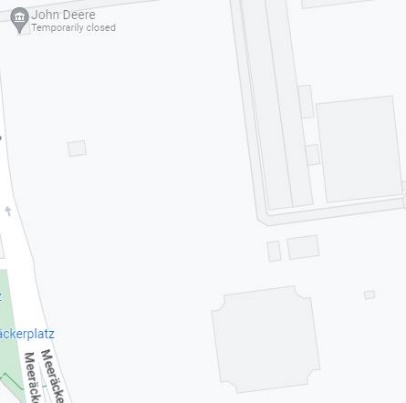 John Deere
Temporarily closed
äckerplatz
Meeräck
Meeräcke